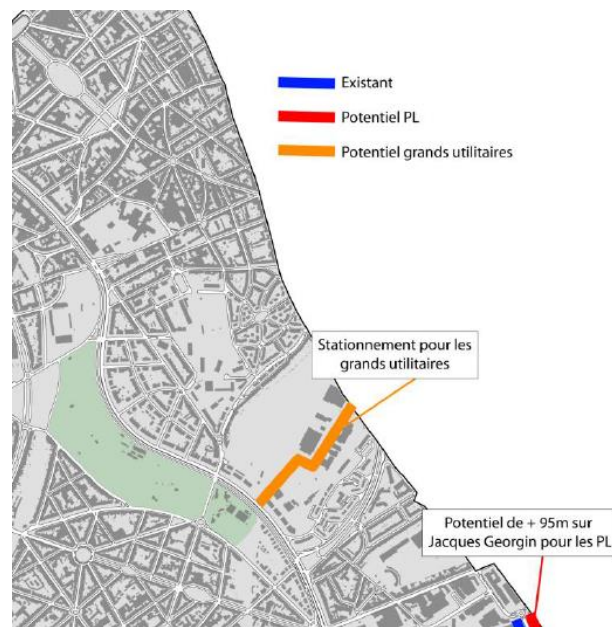 Existant
Potentiel PL
Potentiel grands utilitaires
Stationnement pour les
grands utilitaires
Potentiel de + 95m sur
Jacques Georgin pour les PL